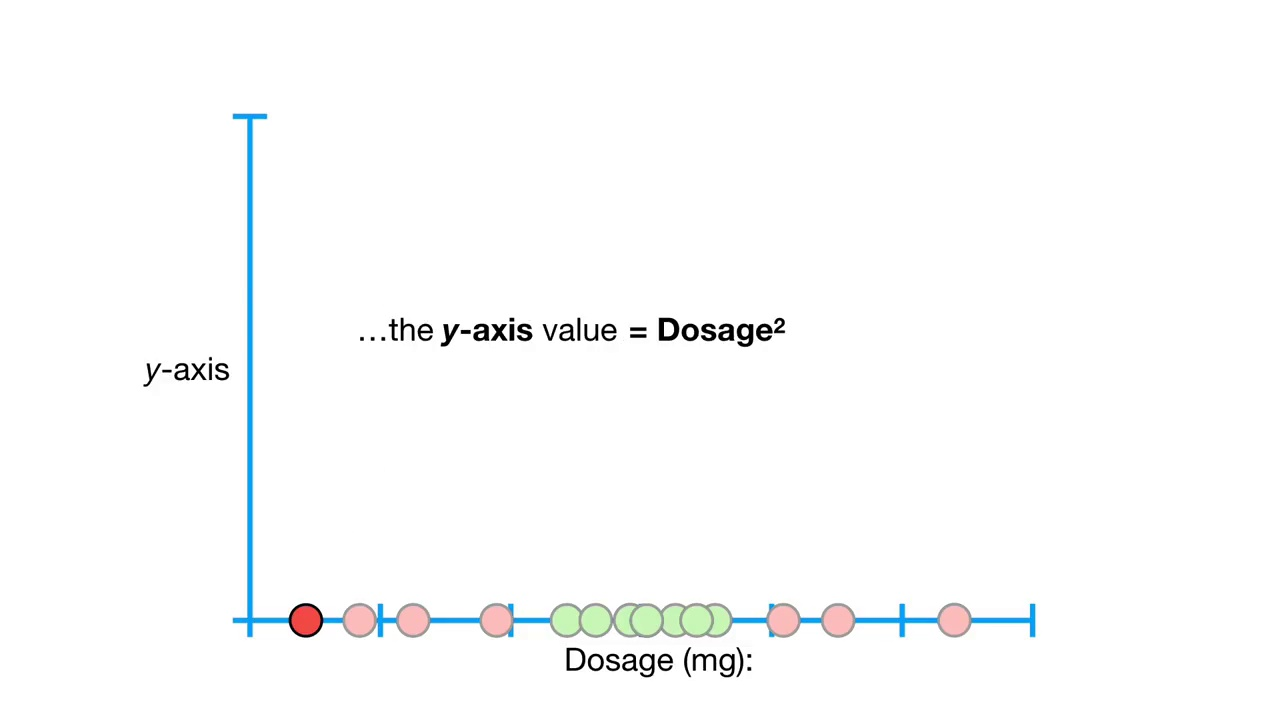 …the y-axis value = Dosage²
y-axis
Dosage (mg):